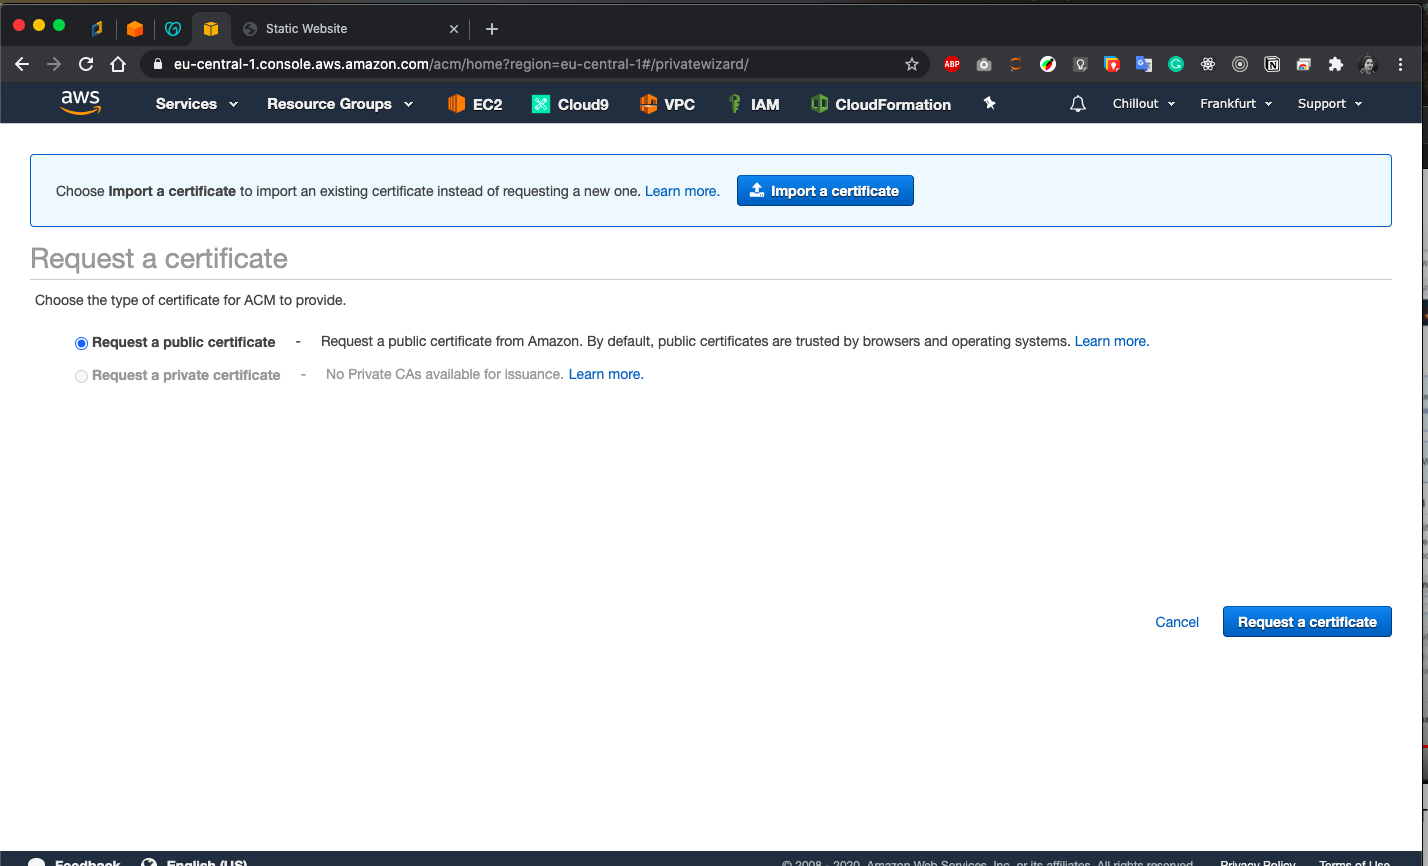 Static Website
eu-central-1.console.aws.amazon.com/acm/home?region=eu-central-1#/privatewizard/
ABP
aws Services Resource Groups EC2 Cloud9 VPC IAM CloudFormation Chillout Frankfurt Support
Choose Import a certificate to import an existing certificate instead of requesting a new one. Learn more. Import a certificate
Request a certificate
Choose the type of certificate for ACM to provide.
Request a public certificate - Request a public certificate from Amazon. By default, public certificates are trusted by browsers and operating systems. Learn more.
Request a private certificate - No Private CAs available for issuance. Learn more.
Cancel Request a certificate
Feedback English (US) © 2008 - 2020, Amazon Web Services, Inc. or its affiliates. All rights reserved. Privacy Policy Terms of Use